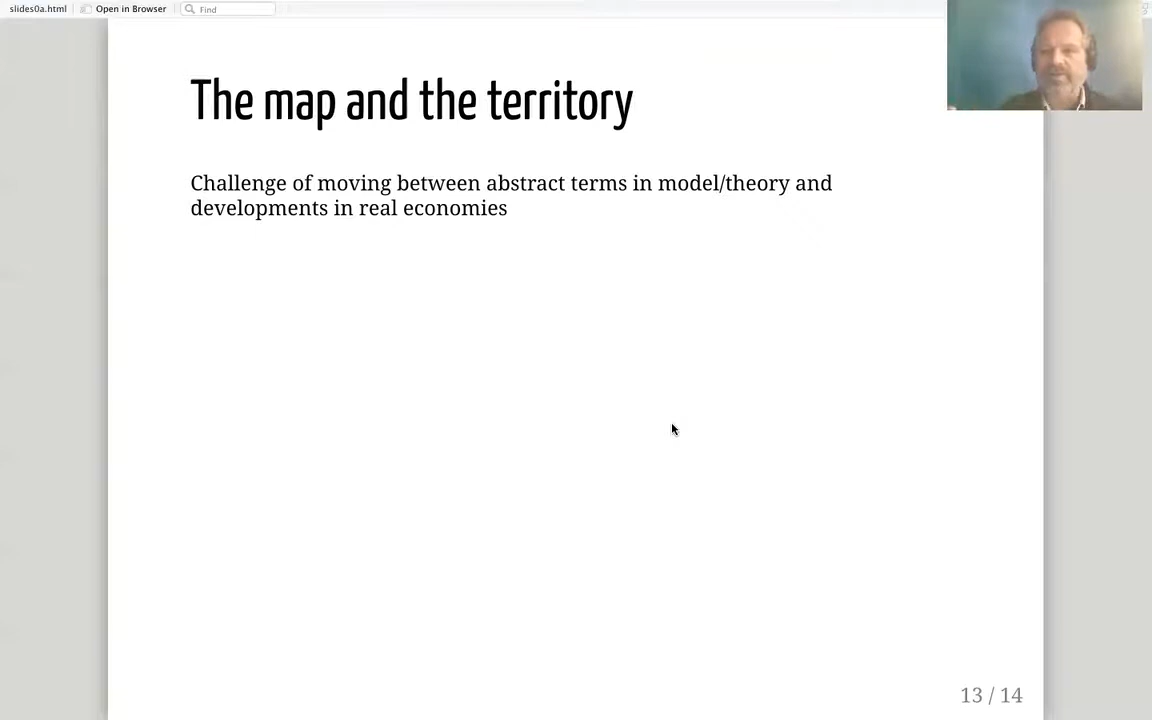 slides0a.html Open in Browser Find
The map and the territory
Challenge of moving between abstract terms in model/theory and
developments in real economies
13 / 14